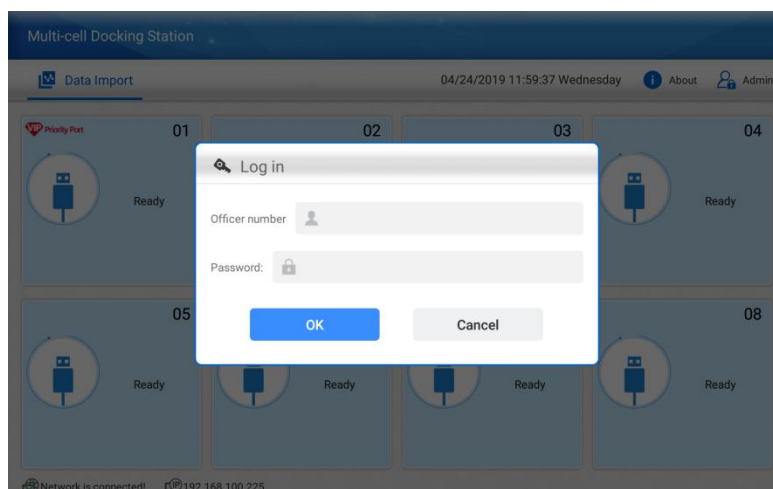 Multi-cell Docking Station
Data Import
04/24/2019 11:59:37 Wednesday
About
Admin
VIP Priority Port
01
02
03
04
Ready
Ready
Log in
Officer number
Password:
OK
Cancel
05
08
Ready
Ready
Ready
Ready
Network is connected!
IP 192.168.100.225